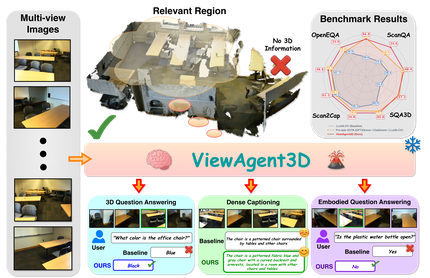 Multi-view
Images
Relevant Region
No 3D
Information
Benchmark Results
OpenEQA
ScanQA
Scan2Cap
SQA3D
ViewAgent3D
3D Question Answering
User
"What color is the office chair?"
Baseline
Blue
OURS
Black
Dense Captioning
Baseline
The chair is a patterned chair surrounded
by tables and other chairs
OURS
The chair is a patterned fabric blue and
gray chair with a curved backrest and
armrests, located in a room with other
chairs and tables
Embodied Question Answering
User
"Is the plastic water bottle open?"
Baseline
Yes
OURS
No